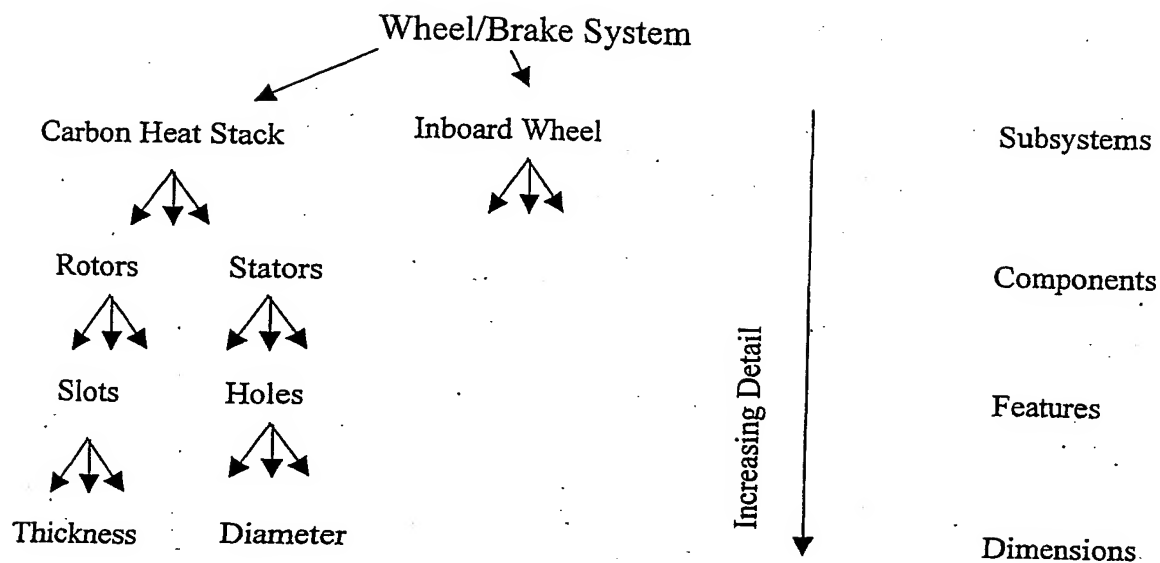 Wheel/Brake System
Carbon Heat Stack
Inboard Wheel
Subsystems
Rotors
Stators
Components
Increasing Detail
Slots
Holes
Features
Thickness
Diameter
Dimensions